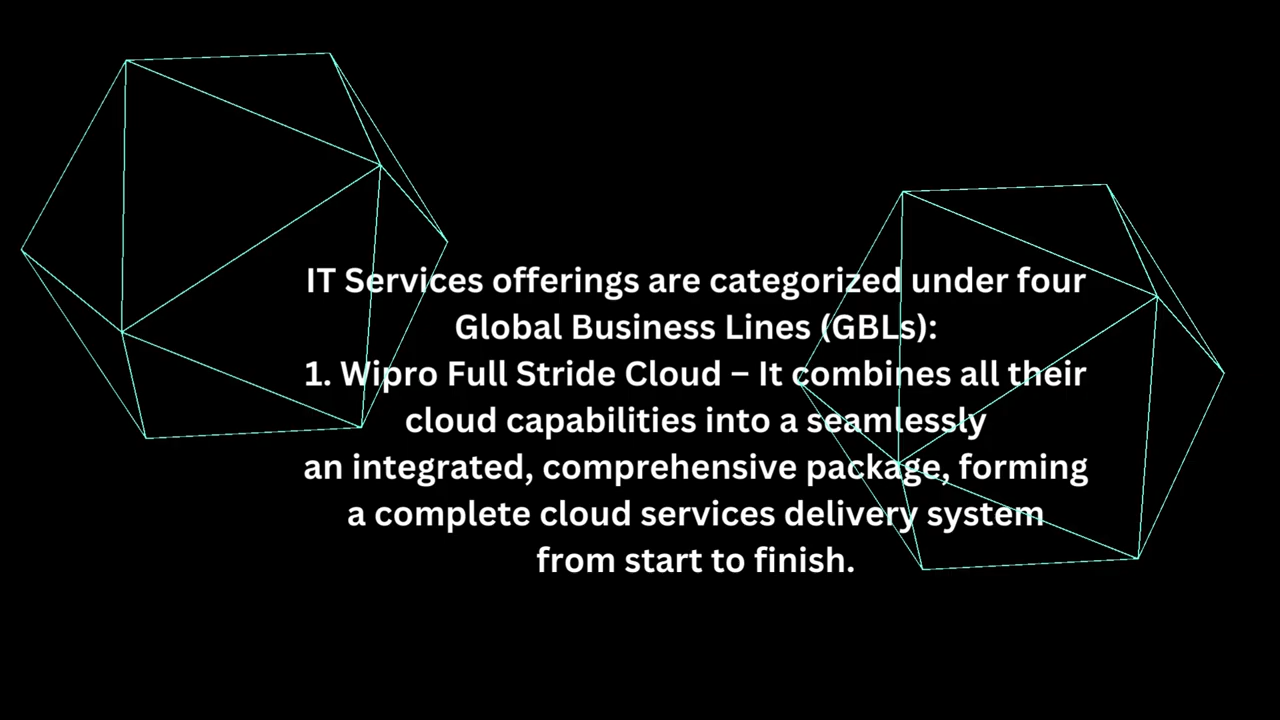 IT Services offerings are categorized under four
Global Business Lines (GBLs):
1. Wipro Full Stride Cloud – It combines all their
cloud capabilities into a seamlessly
an integrated, comprehensive package, forming
a complete cloud services delivery system
from start to finish.